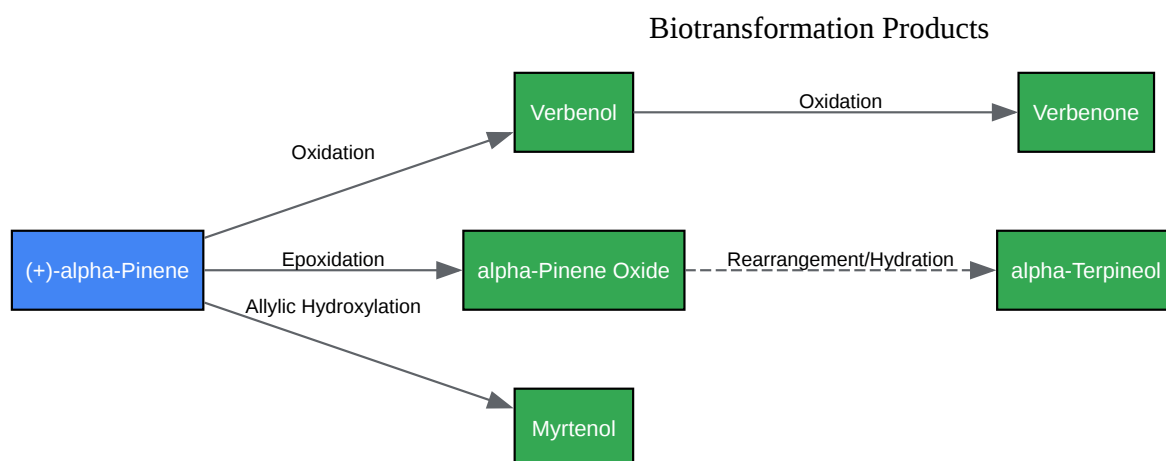 Biotransformation Products
Verbenol
Oxidation
Verbenone
Oxidation
(+)-alpha-Pinene
Epoxidation
alpha-Pinene Oxide
Rearrangement/Hydration
alpha-Terpineol
Allylic Hydroxylation
Myrtenol